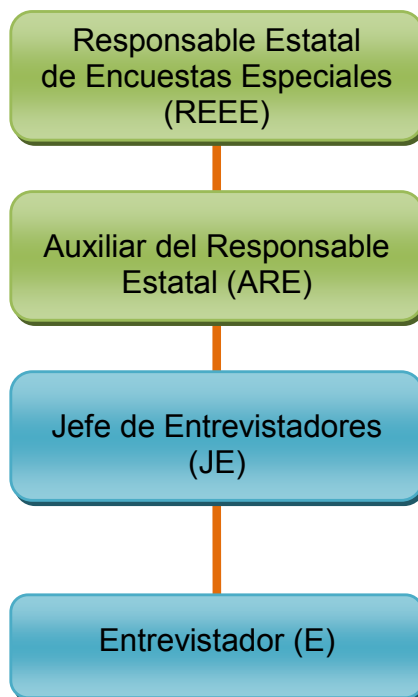 Responsable Estatal
de Encuestas Especiales
(REEE)
Auxiliar del Responsable
Estatal (ARE)
Jefe de Entrevistadores
(JE)
Entrevistador (E)